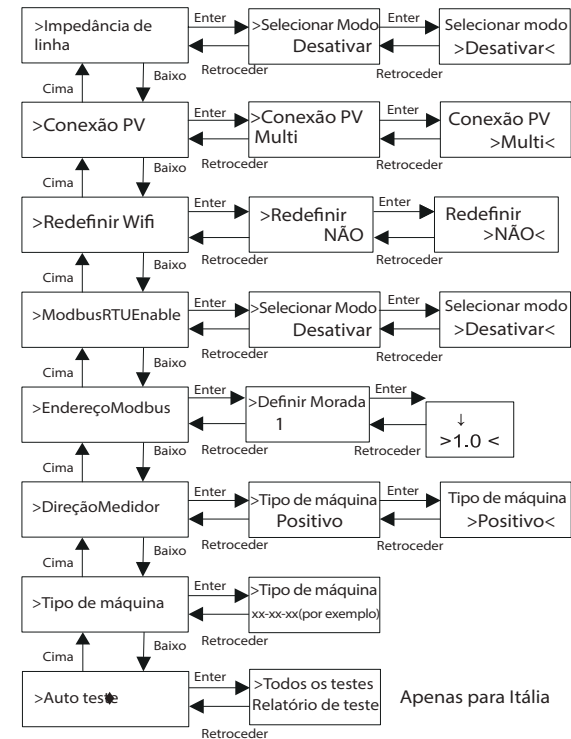 >Impedância de
linha
Enter
Retroceder
>Selecionar Modo
Desativar
Enter
Retroceder
Selecionar modo
>Desativar<
Cima
Baixo
>Conexão PV
Enter
Retroceder
>Conexão PV
Multi
Enter
Retroceder
Conexão PV
>Multi<
Cima
Baixo
>Redefinir Wifi
Enter
Retroceder
>Redefinir
NÃO
Enter
Retroceder
Redefinir
>NÃO<
Cima
Baixo
>ModbusRTUEnable
Enter
Retroceder
>Selecionar Modo
Desativar
Enter
Retroceder
Selecionar modo
>Desativar<
Cima
Baixo
>EndereçoModbus
Enter
Retroceder
>Definir Morada
1
Enter
Retroceder
↓
>1.0 <
Cima
Baixo
>DireçãoMedidor
Enter
Retroceder
>Tipo de máquina
Positivo
Enter
Retroceder
Tipo de máquina
>Positivo<
Cima
Baixo
>Tipo de máquina
Enter
Retroceder
>Tipo de máquina
xx-xx-xx(por exemplo)
Cima
Baixo
>Auto teste
Enter
Retroceder
>Todos os testes
Relatório de teste
Apenas para Itália